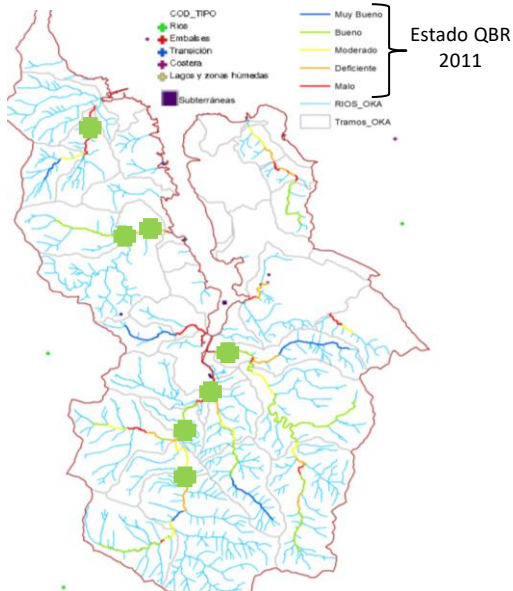 COD_TIPO
Rios
Embalses
Transición
Costera
Lagos y zonas húmedas
Subterráneas
Muy Bueno
Bueno
Moderado
Deficiente
Malo
RIOS_OKA
Tramos_OKA
Estado QBR
2011